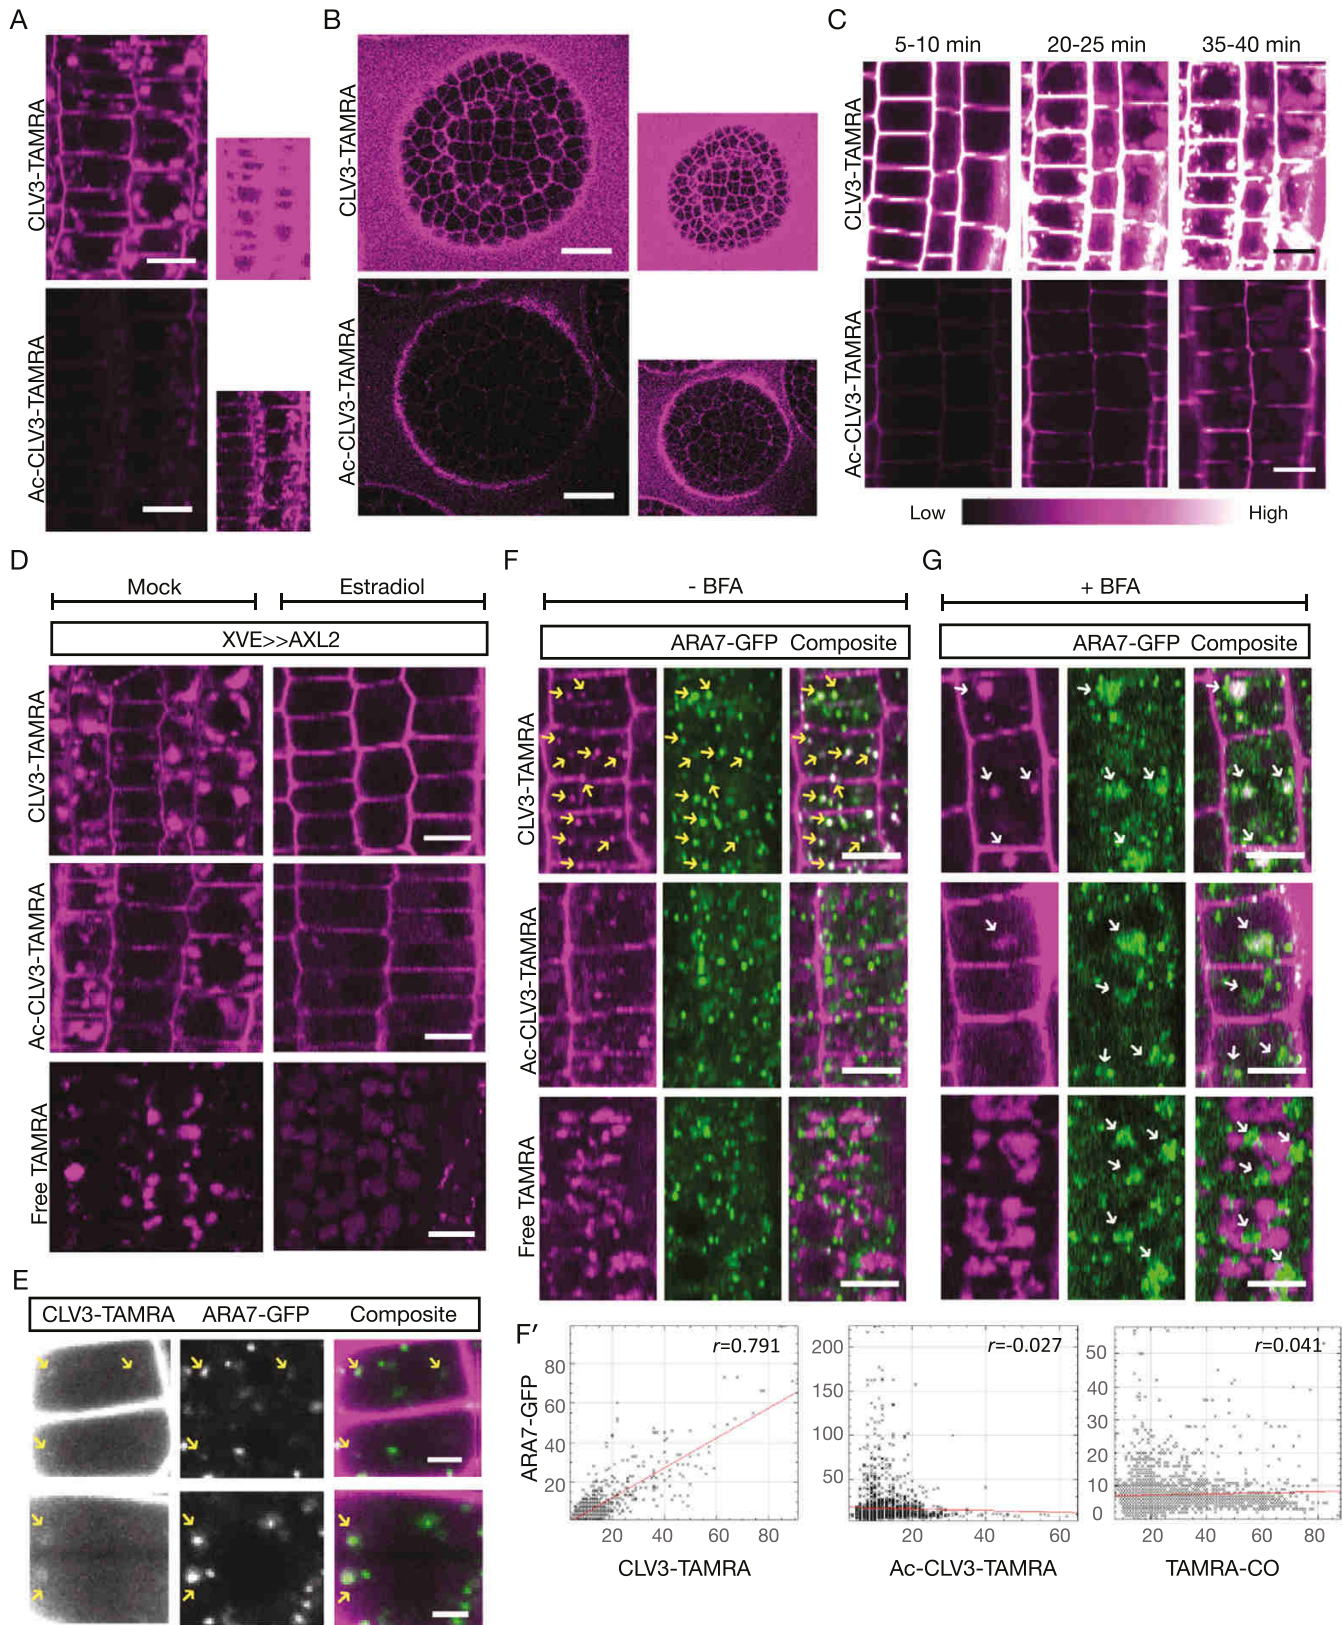 A
CLV3-TAMRA
Ac-CLV3-TAMRA
B
CLV3-TAMRA
Ac-CLV3-TAMRA
C
5-10 min 20-25 min 35-40 min
CLV3-TAMRA
Ac-CLV3-TAMRA
Low High
D
Mock Estradiol
XVE>>AXL2
CLV3-TAMRA
Ac-CLV3-TAMRA
Free TAMRA
E
CLV3-TAMRA ARA7-GFP Composite
F
- BFA
ARA7-GFP Composite
CLV3-TAMRA
Ac-CLV3-TAMRA
Free TAMRA
G
+ BFA
ARA7-GFP Composite
F′
ARA7-GFP
r=0.791
80
60
40
20
20 40 60 80
CLV3-TAMRA
r=-0.027
200
150
100
50
20 40 60
Ac-CLV3-TAMRA
r=0.041
50
40
30
20
10
0
20 40 60 80
TAMRA-CO